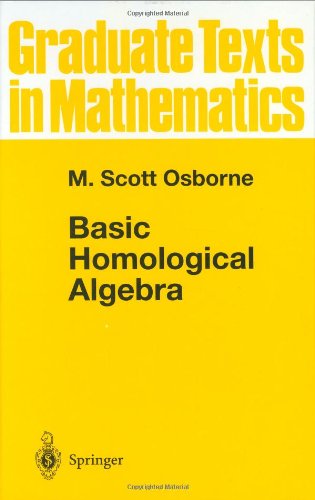 Graduate Texts
in Mathematics
M. Scott Osborne
Basic
Homological
Algebra
Springer